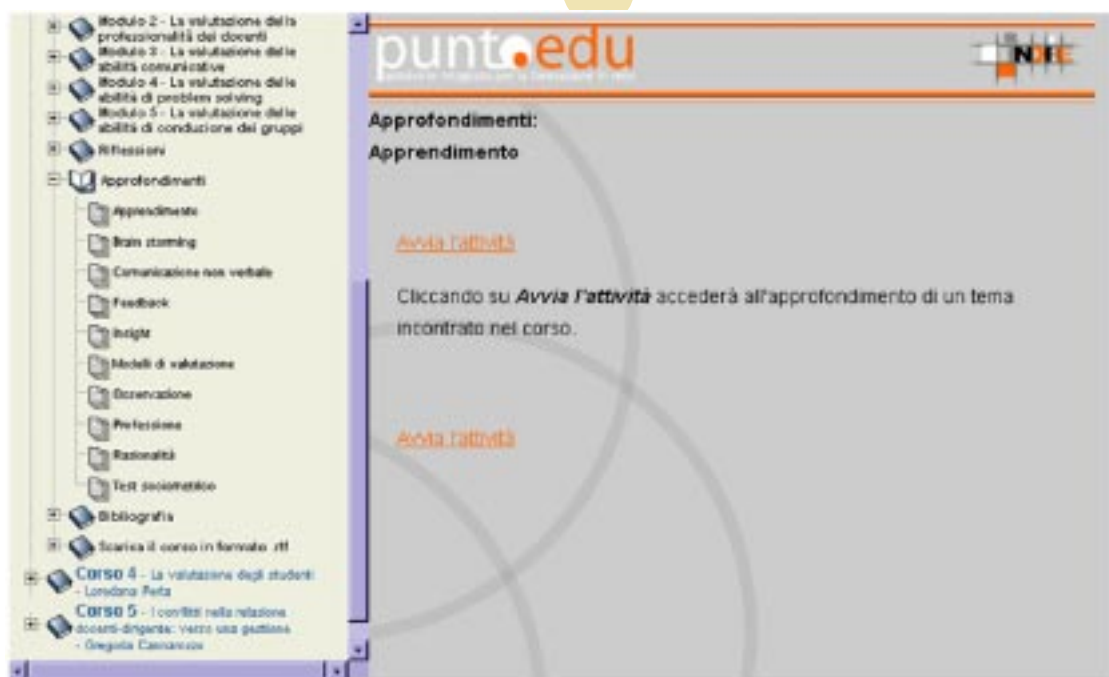 Modulo 2 - La valutazione della
professionalità dei docenti
Modulo 3 - La valutazione delle
abilità comunicative
Modulo 4 - La valutazione delle
abilità di problem solving
Modulo 5 - La valutazione delle
abilità di conduzione dei gruppi
Riflessioni
Approfondimenti
Apprendimento
Brain storming
Comunicazione non verbale
Feedback
Insight
Modelli di valutazione
Osservazione
Professione
Razionalità
Test sociometrico
Bibliografia
Scarica il corso in formato .rtf
Corso 4 - La valutazione degli studenti
- Loredana Perla
Corso 5 - I conflitti nella relazione
docenti-dirigente: verso una gestione
punto.edu
Approfondimenti:
Apprendimento
Avvia l'attività
Cliccando su Avvia l'attività accederà all'approfondimento di un tema
incontrato nel corso.
Avvia l'attività